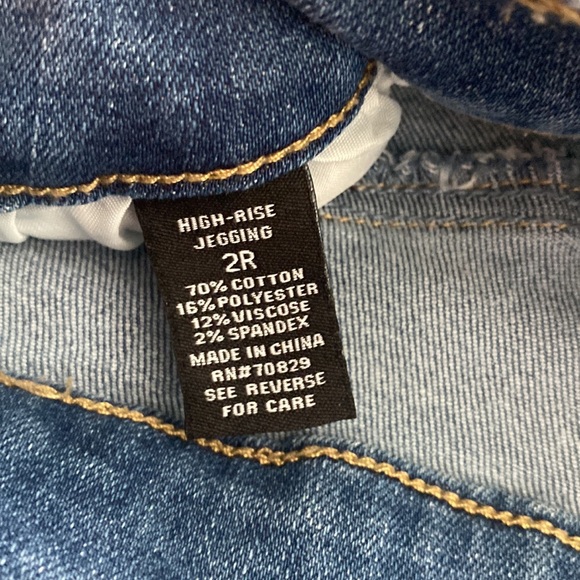 HIGH-RISE
JEGGING
2R
70% COTTON
16% POLYESTER
12% VISCOSE
2% SPANDEX
MADE IN CHINA
RN#70829
SEE REVERSE
FOR CARE